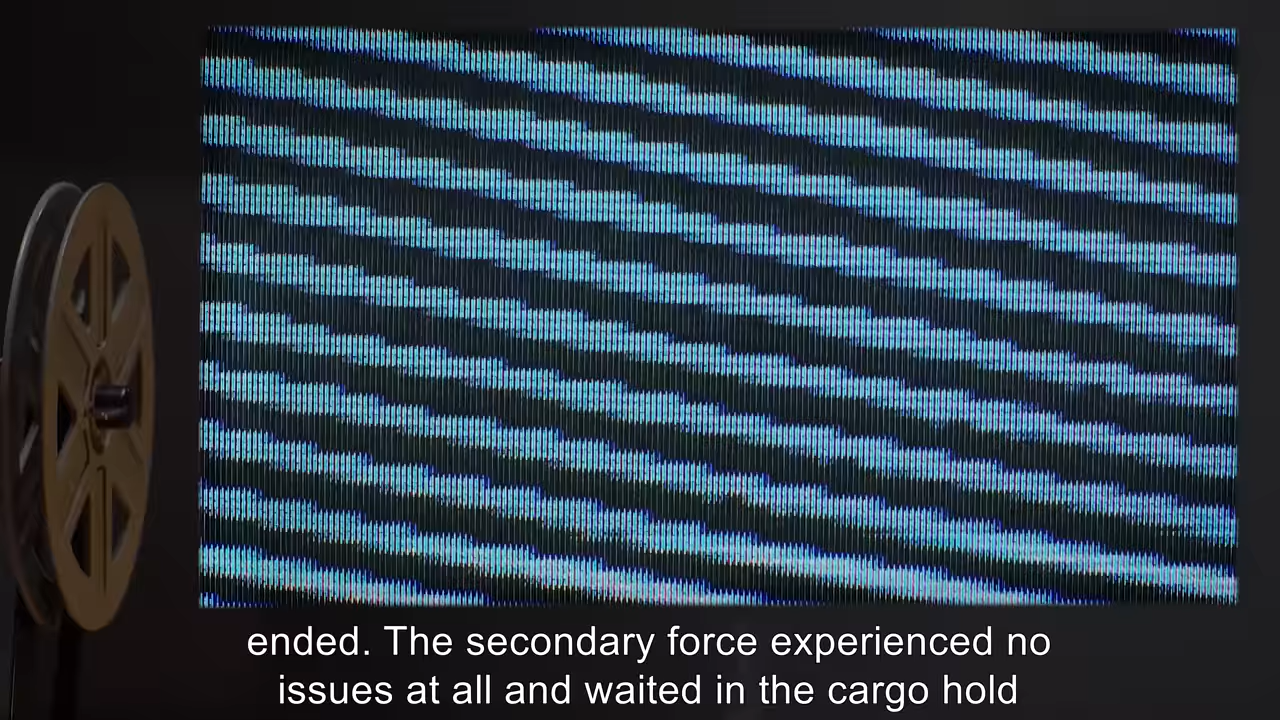 ended. The secondary force experienced no
issues at all and waited in the cargo hold